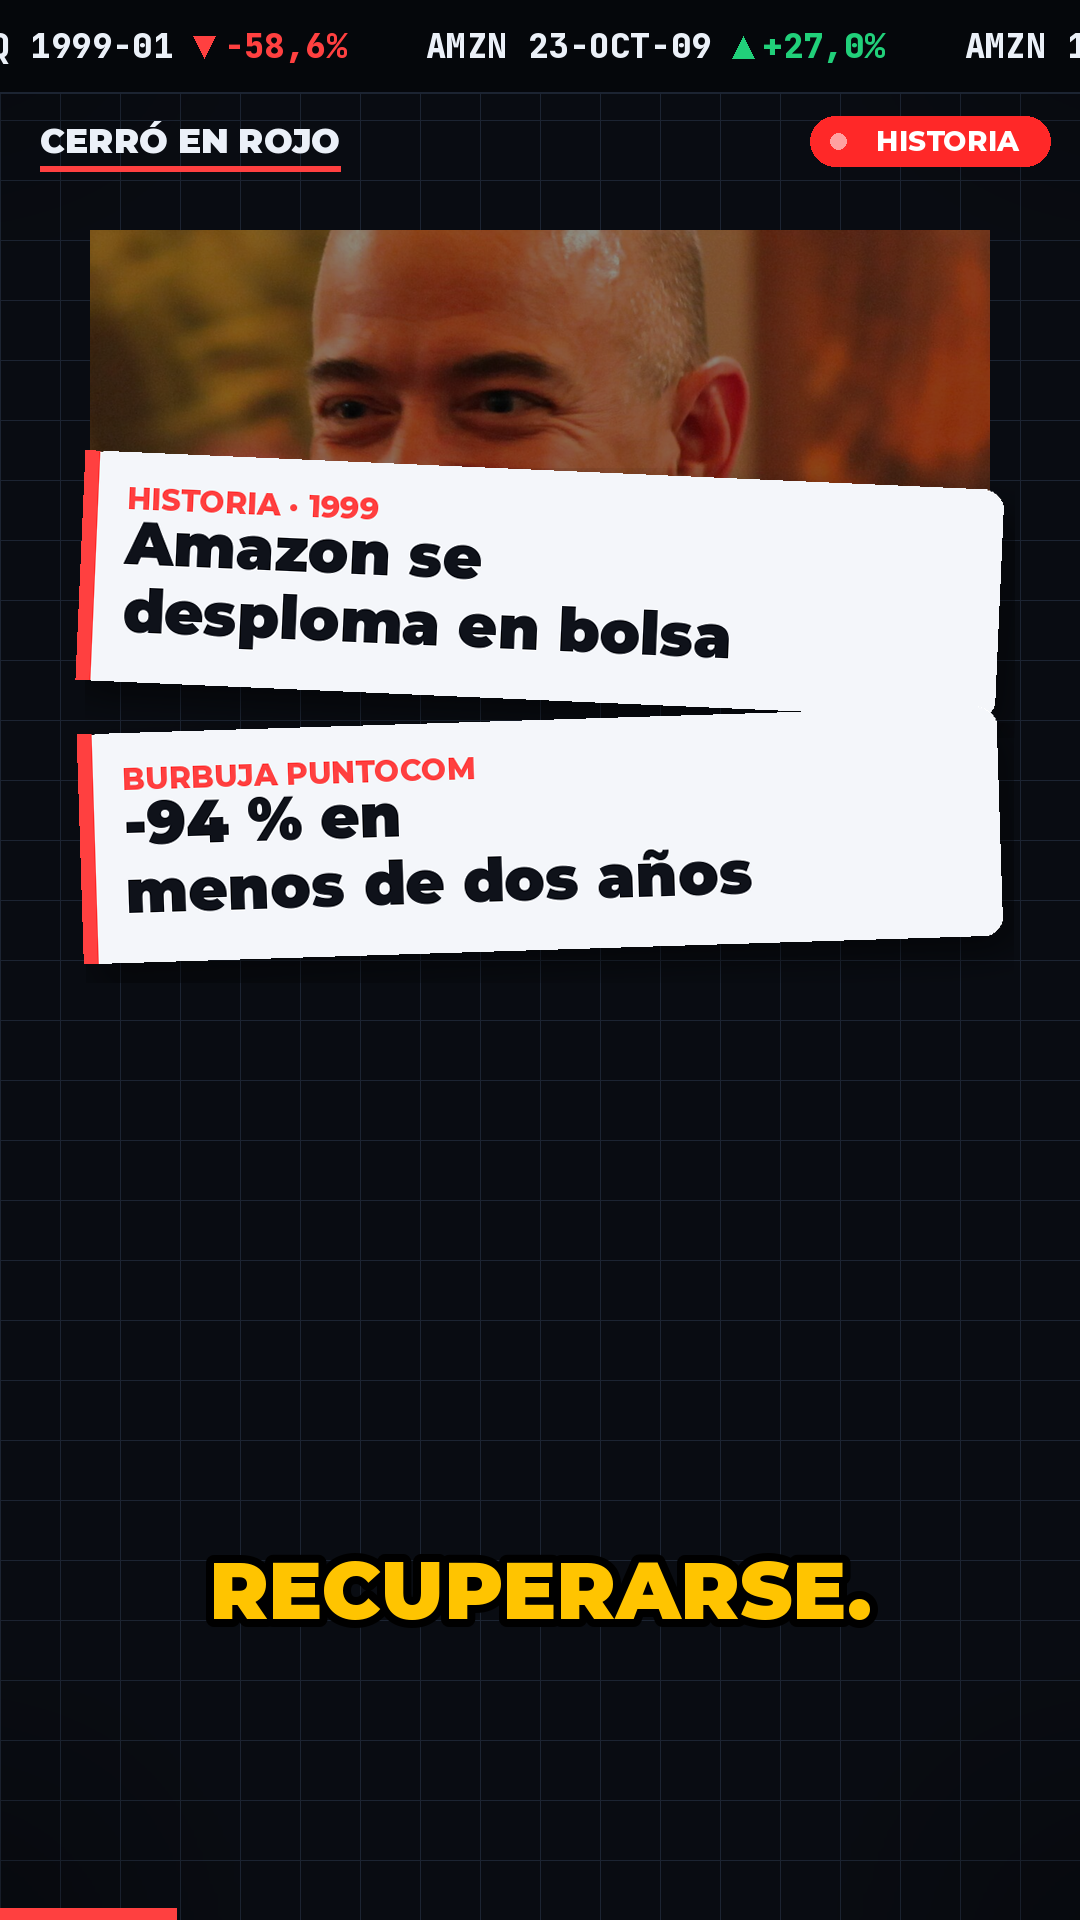 1999-01 ▼-58,6% AMZN 23-OCT-09 ▲+27,0% AMZN
CERRÓ EN ROJO
HISTORIA
HISTORIA • 1999
Amazon se
desploma en bolsa
BURBUJA PUNTOCOM
-94 % en
menos de dos años
RECUPERARSE.